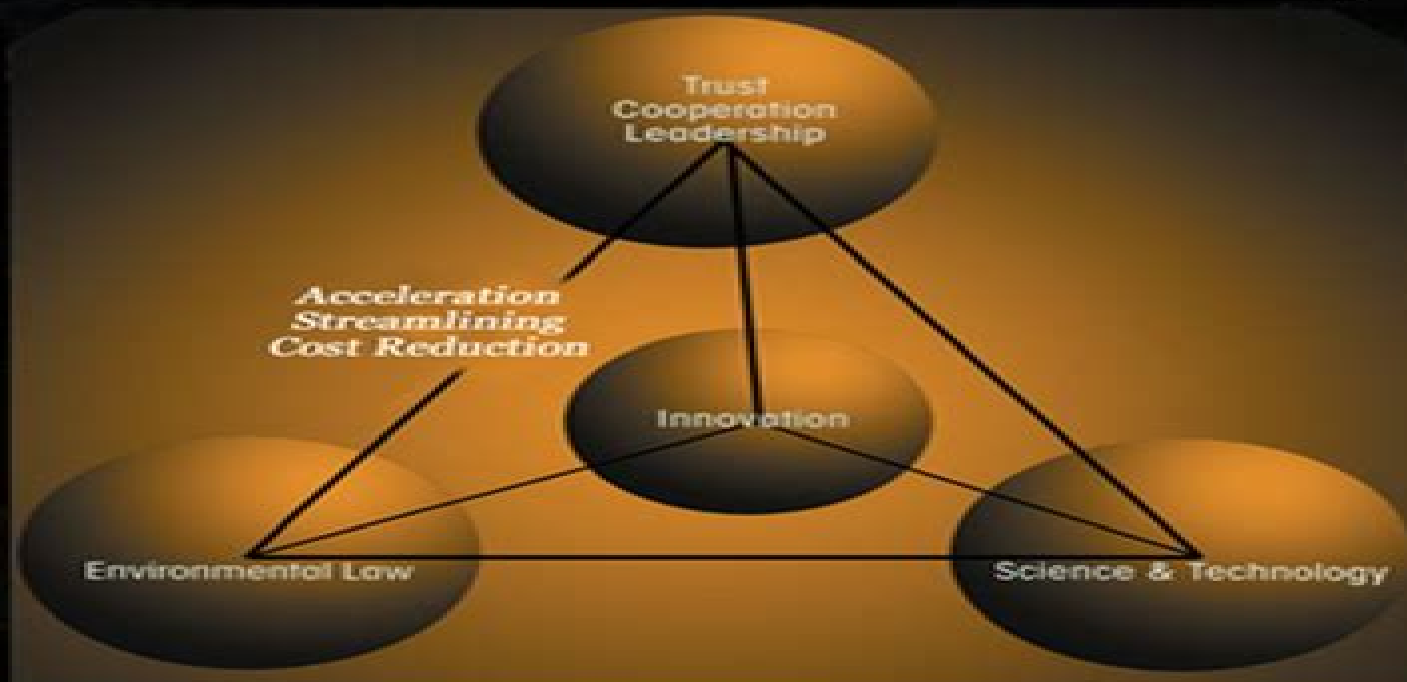 Trust
Cooperation
Leadership
Acceleration
Streamlining
Cost Reduction
Innovation
Environmental Law
Science & Technology